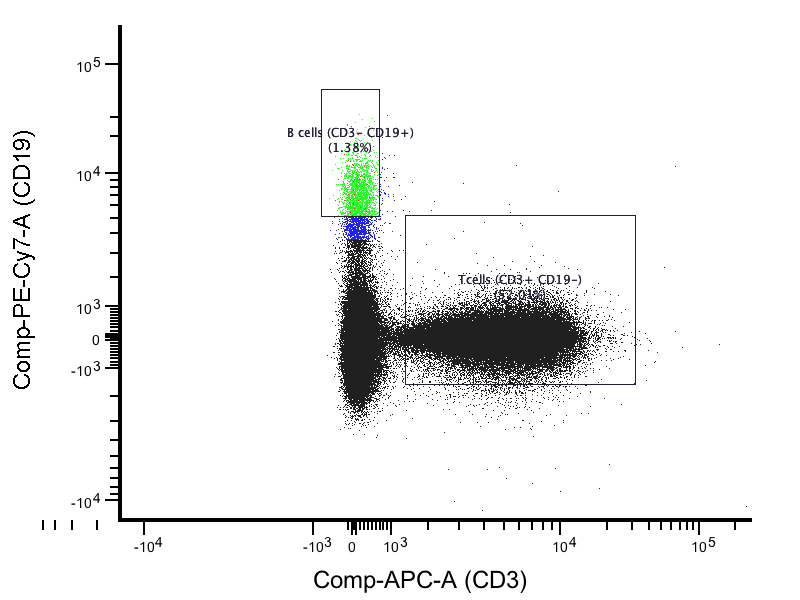 10^5
B cells (CD3- CD19+)
(1.38%)
10^4
Tcells (CD3+ CD19-)
10^3
0
-10^3
-10^4
Comp-PE-Cy7-A (CD19)
-10^4 -10^3 0 10^3 10^4 10^5
Comp-APC-A (CD3)